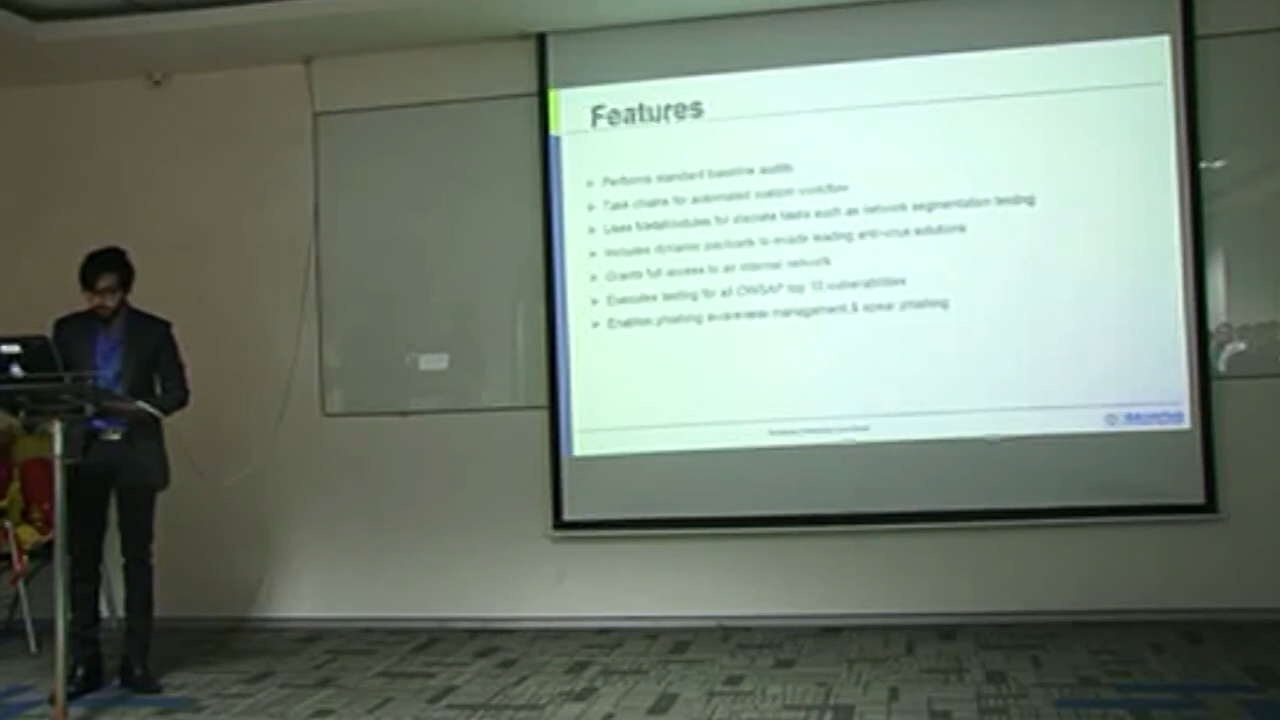 Features
Performs standard baseline audits
Task chains for automated custom workflow
Uses MetaModules for discrete tasks such as network segmentation testing
Includes dynamic payloads to evade leading anti-virus solutions
Grants full access to an internal network
Executes testing for all OWSAP top 10 vulnerabilities
Enables phishing awareness management & spear phishing